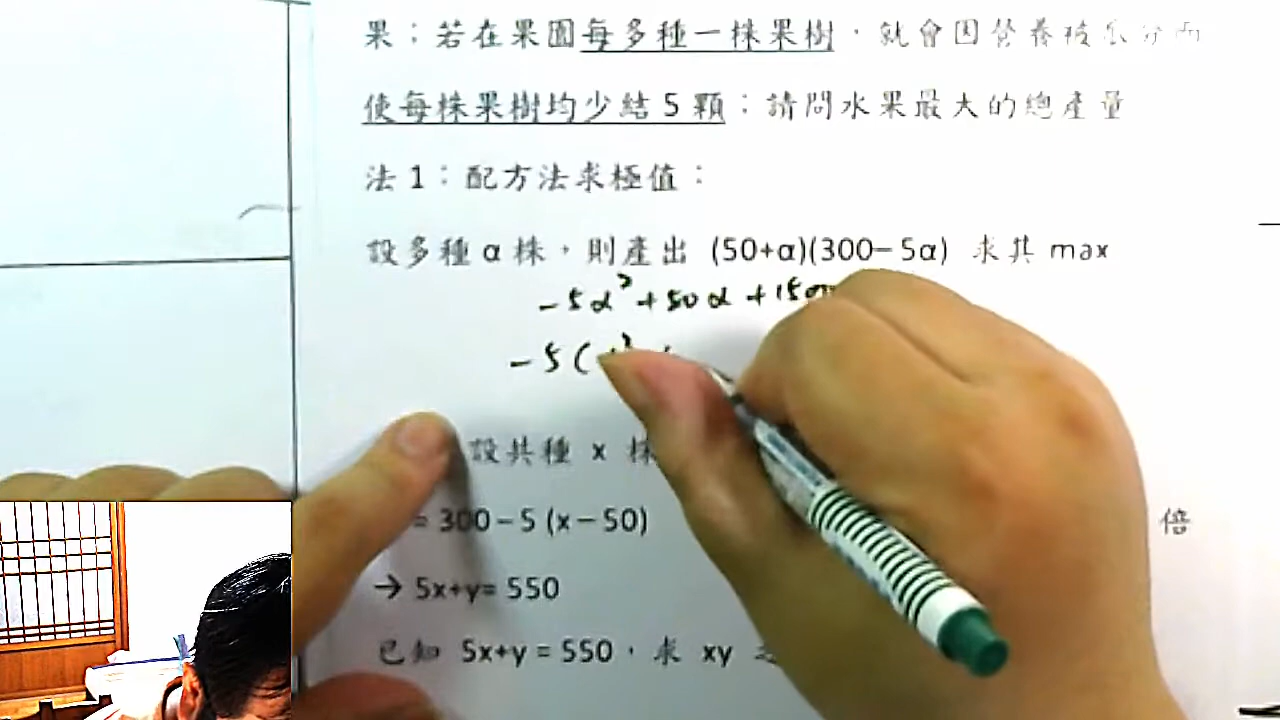 果；若在果園每多種一株果樹，就會因營養被瓜分而
使每株果樹均少結 5 顆：請問水果最大的總產量
法 1：配方法求極值：
設多種 α 株，則產出 (50+α)(300– 5α) 求其 max
-5α²+50α+1500
-5(
設共種 x 株
= 300 – 5 (x – 50)
倍
→ 5x+y= 550
已知 5x+y = 550，求 xy